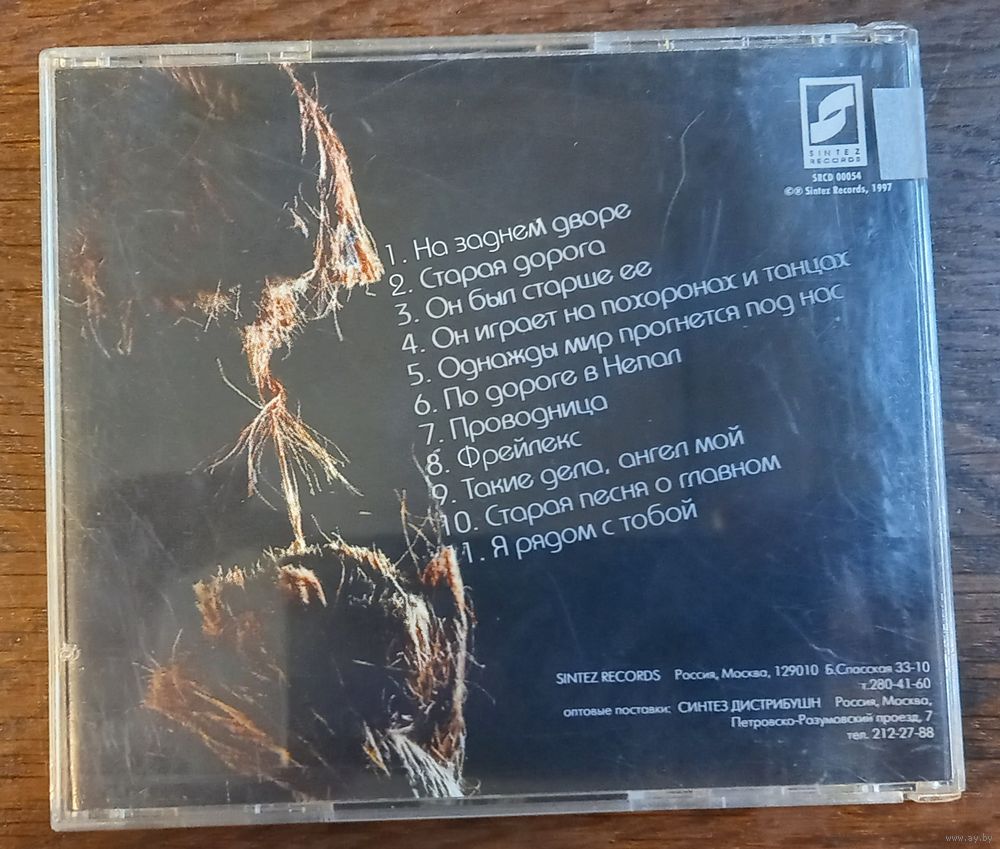 SINTEZ
RECORDS
SRCD 00054
©℗ Sintez Records, 1997
1. На заднем дворе
2. Старая дорога
3. Он был старше ее
4. Он играет на похоронах и танцах
5. Однажды мир прогнется под нас
6. По дороге в Непал
7. Проводница
8. Фрейлекс
9. Такие дела, ангел мой
10. Старая песня о главном
11. Я рядом с тобой
SINTEZ RECORDS Россия, Москва, 129010 Б.Спасская 33-10
т.280-41-60
оптовые поставки: СИНТЕЗ ДИСТРИБУШН Россия, Москва,
Петровско-Разумовский проезд, 7
тел. 212-27-88
www.ay.by